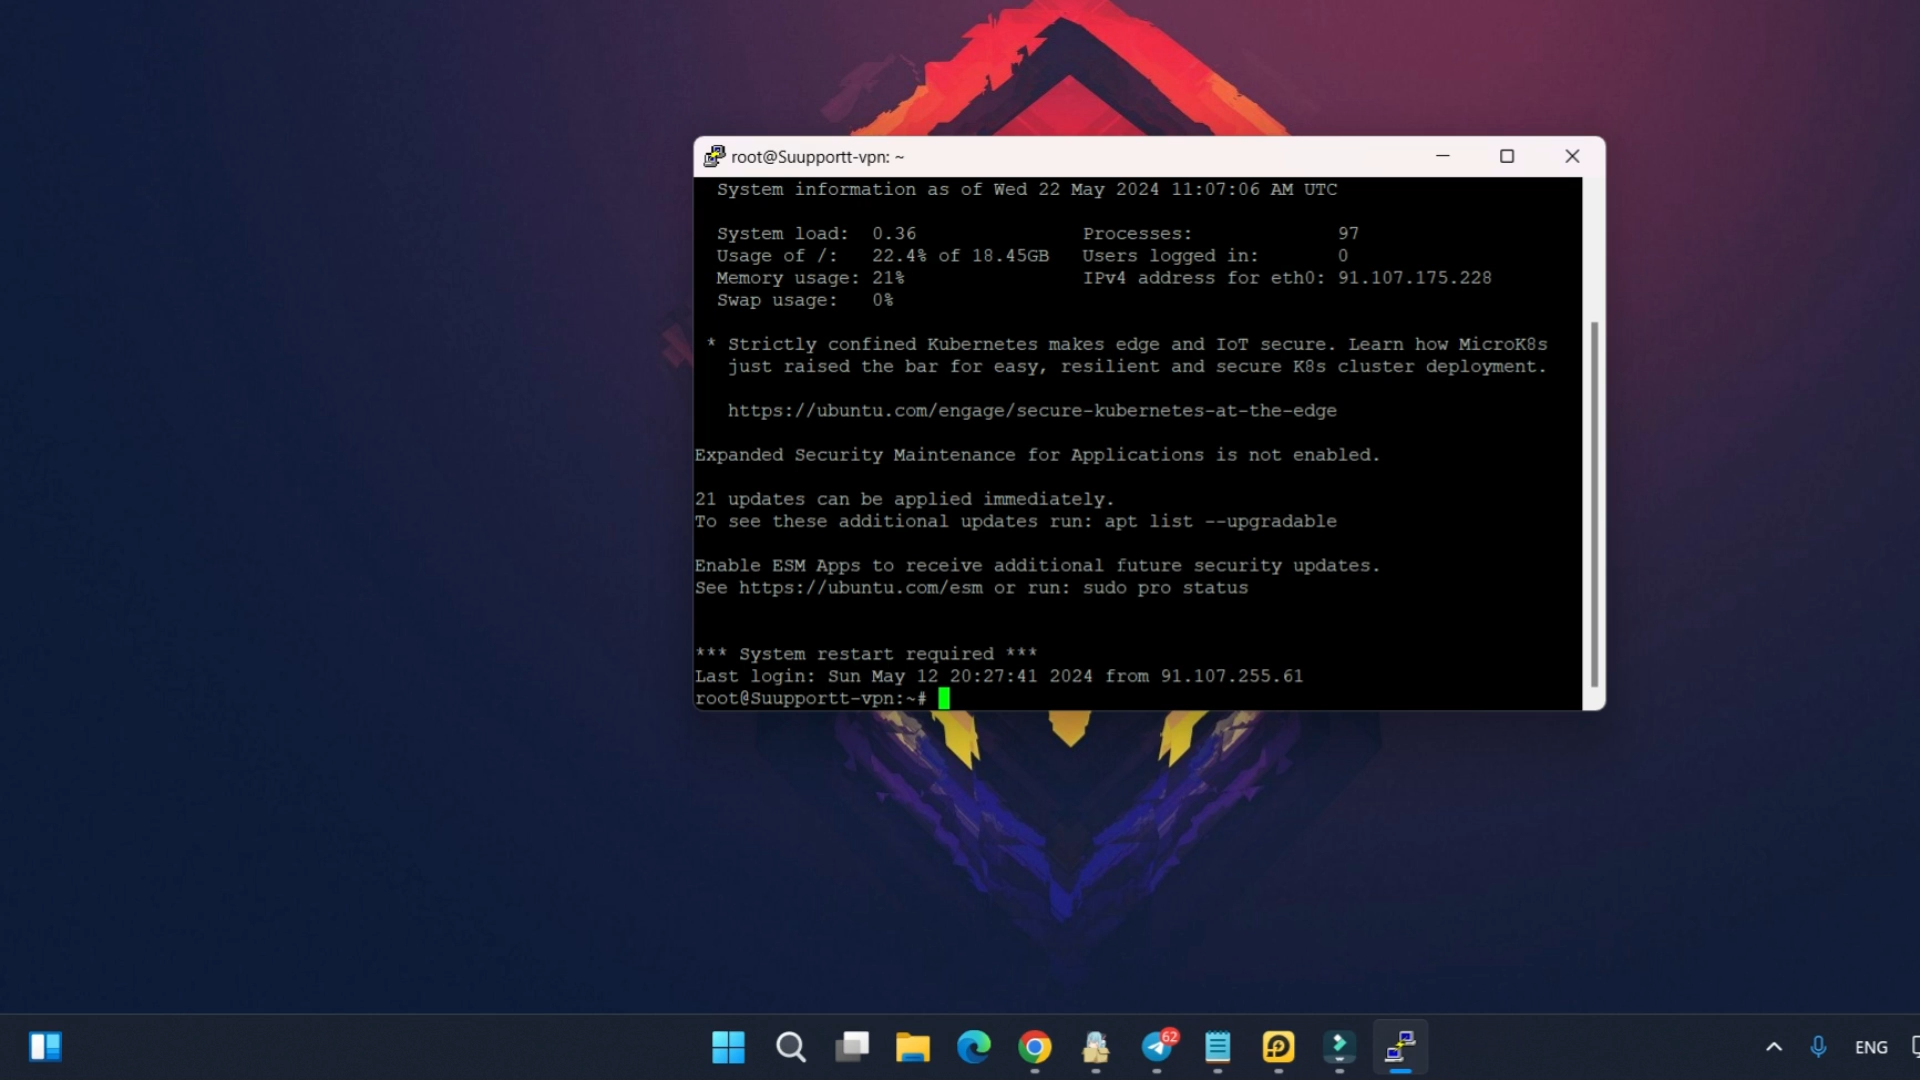 root@Suupportt-vpn: ~
System information as of Wed 22 May 2024 11:07:06 AM UTC
System load: 0.36 Processes: 97
Usage of /: 22.4% of 18.45GB Users logged in: 0
Memory usage: 21% IPv4 address for eth0: 91.107.175.228
Swap usage: 0%
* Strictly confined Kubernetes makes edge and IoT secure. Learn how MicroK8s
just raised the bar for easy, resilient and secure K8s cluster deployment.
https://ubuntu.com/engage/secure-kubernetes-at-the-edge
Expanded Security Maintenance for Applications is not enabled.
21 updates can be applied immediately.
To see these additional updates run: apt list --upgradable
Enable ESM Apps to receive additional future security updates.
See https://ubuntu.com/esm or run: sudo pro status
*** System restart required ***
Last login: Sun May 12 20:27:41 2024 from 91.107.255.61
root@Suupportt-vpn:~#
62
ENG